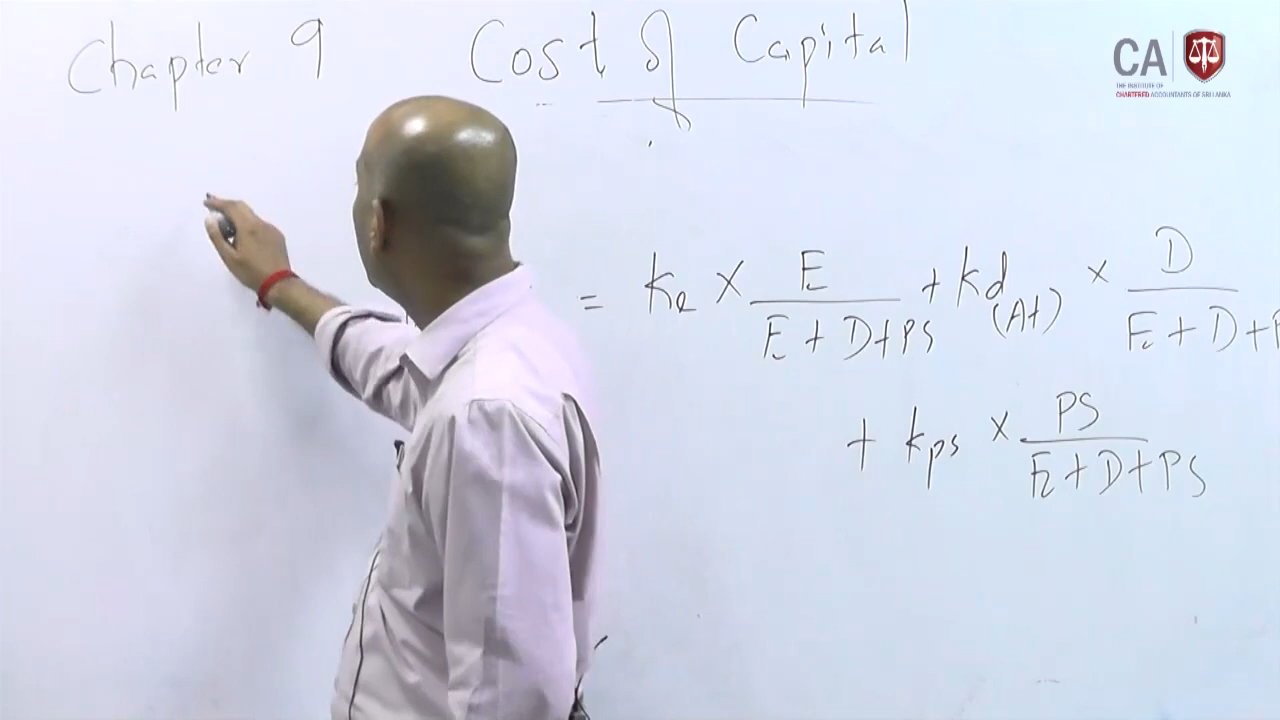 Chapter 9 Cost of Capital
CA
THE INSTITUTE OF
CHARTERED ACCOUNTANTS OF SRI LANKA
= Ke × E / E + D + PS + Kd (At) × D / E + D + P
+ Kps × PS / E + D + PS